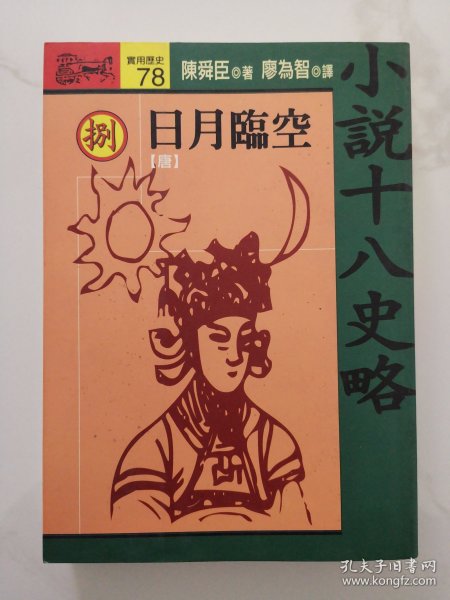 實用歷史
78
陳舜臣◎著 廖為智◎譯
小說十八史略
捌
日月臨空
【唐】
孔夫子旧书网
www.kongfz.com